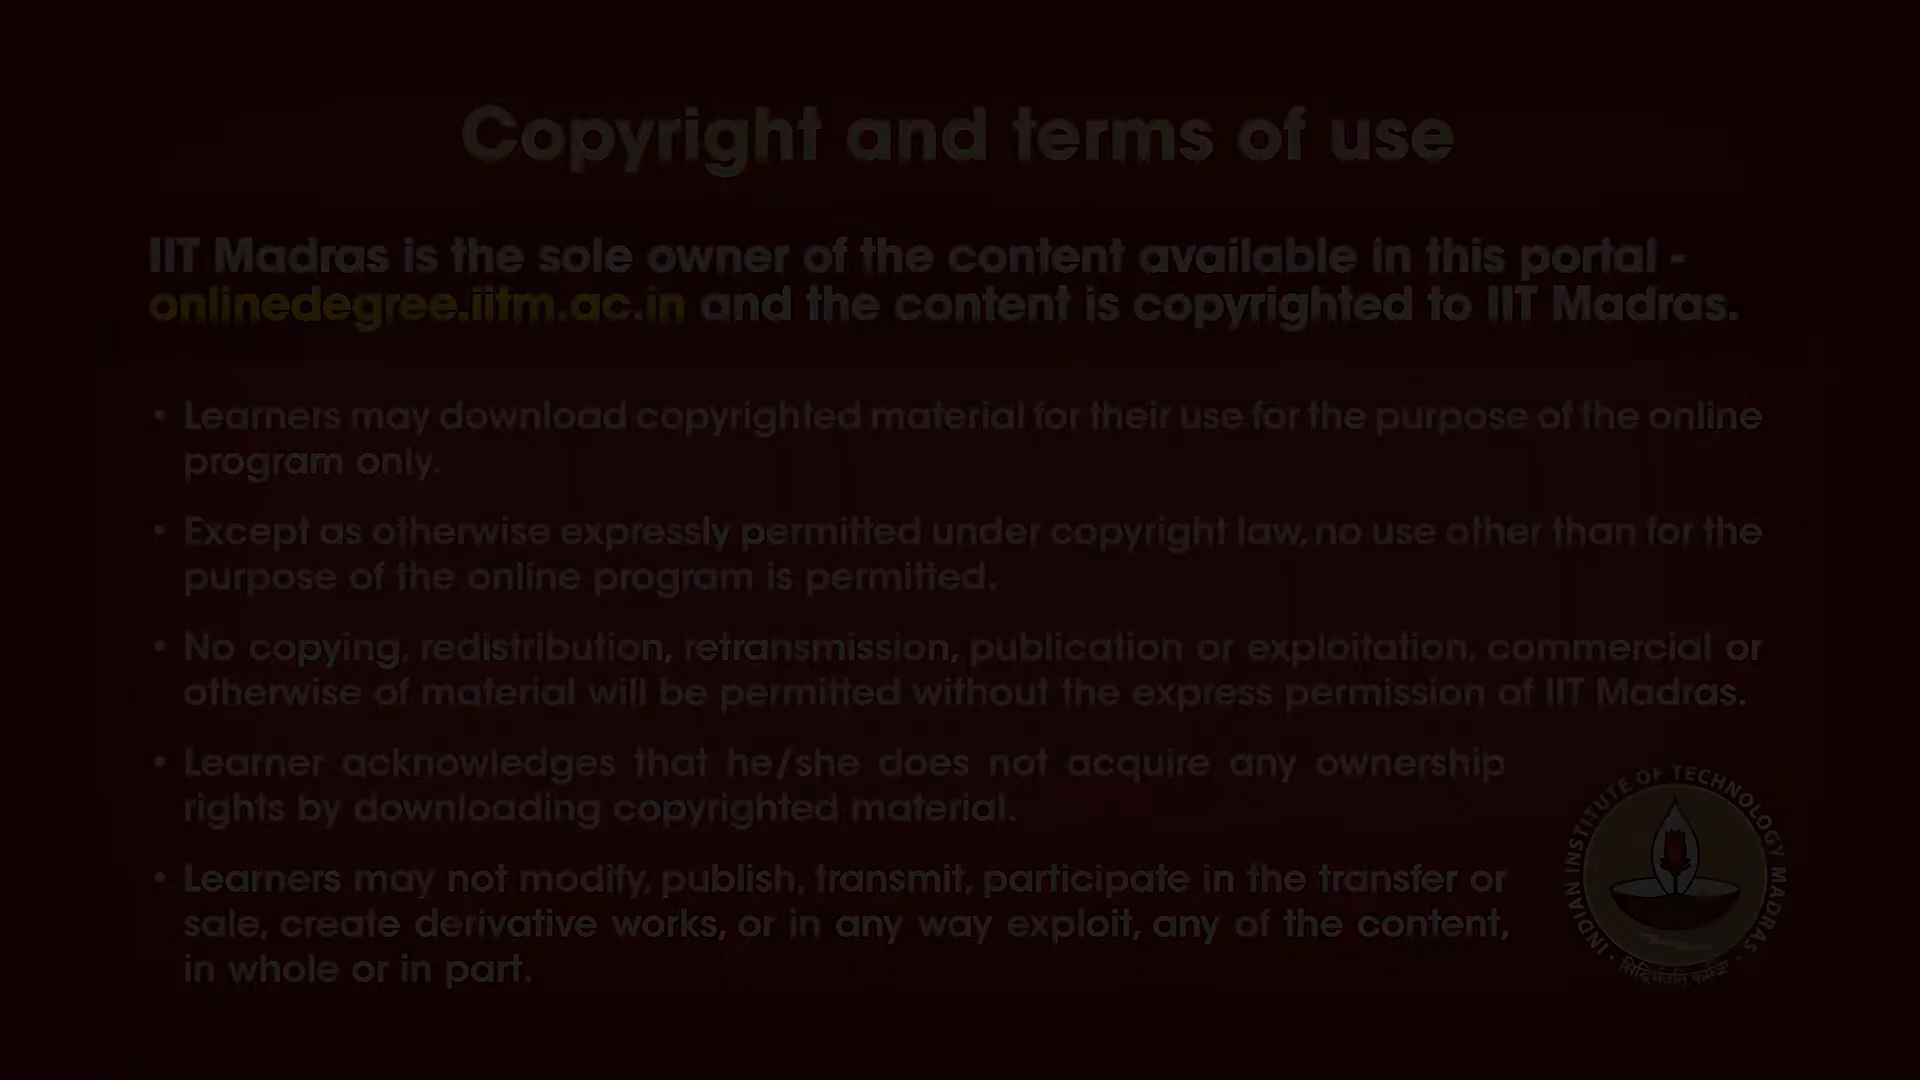 Copyright and terms of use
IIT Madras is the sole owner of the content available in this portal -
onlinedegree.iitm.ac.in and the content is copyrighted to IIT Madras.
• Learners may download copyrighted material for their use for the purpose of the online
program only.
• Except as otherwise expressly permitted under copyright law, no use other than for the
purpose of the online program is permitted.
• No copying, redistribution, retransmission, publication or exploitation, commercial or
otherwise of material will be permitted without the express permission of IIT Madras.
• Learner acknowledges that he/she does not acquire any ownership
rights by downloading copyrighted material.
• Learners may not modify, publish, transmit, participate in the transfer or
sale, create derivative works, or in any way exploit, any of the content,
in whole or in part.
INDIAN INSTITUTE OF TECHNOLOGY MADRAS